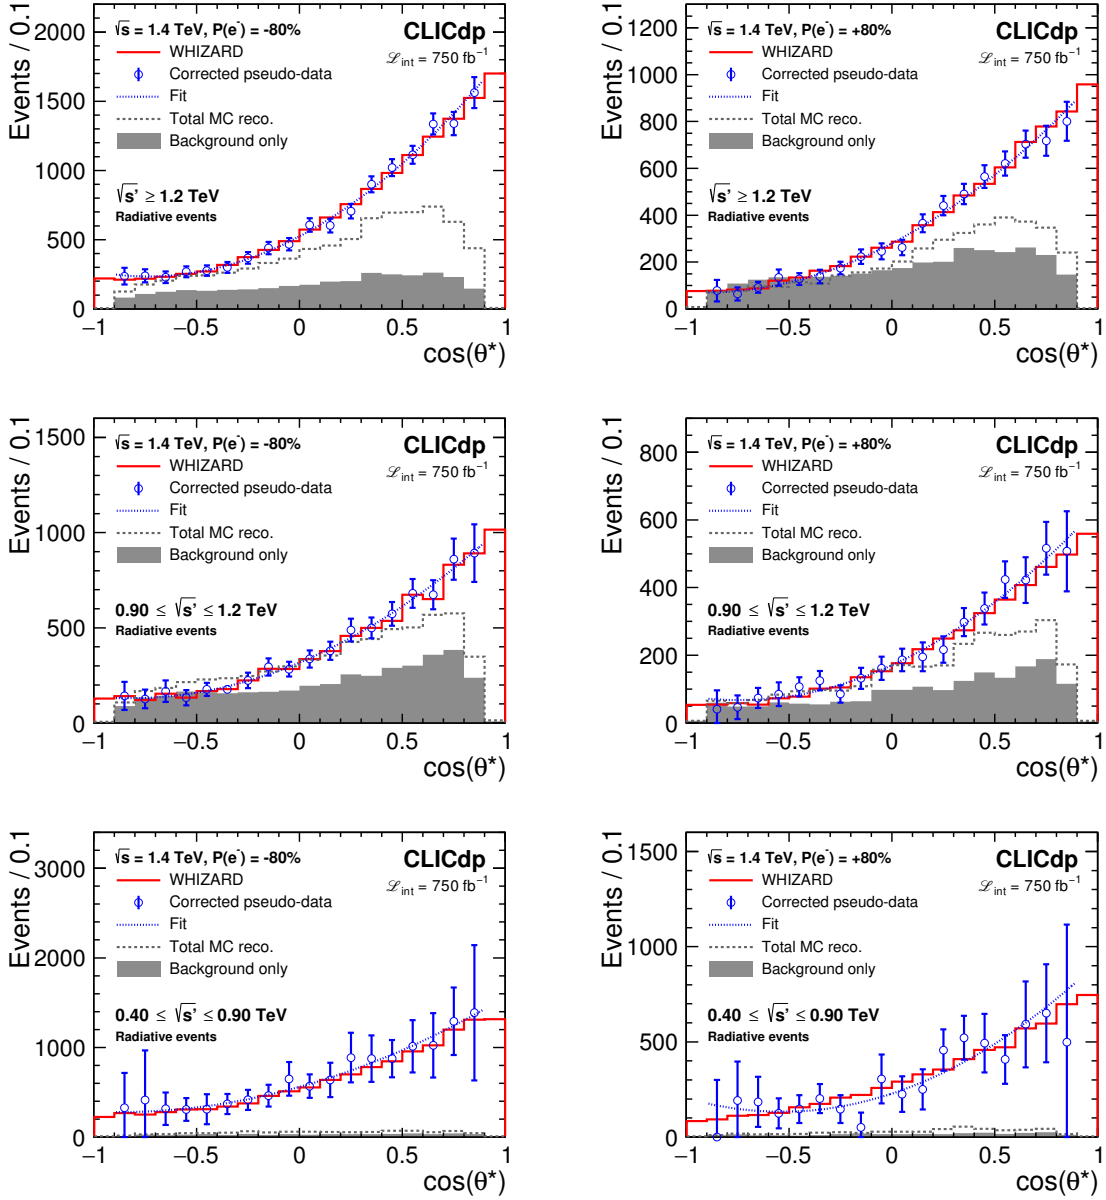 Events / 0.1
2000
1500
1000
500
0
√s = 1.4 TeV, P(e⁻) = -80%
CLICdp
WHIZARD
ℒint = 750 fb⁻¹
Corrected pseudo-data
Fit
Total MC reco.
Background only
√s’ ≥ 1.2 TeV
Radiative events
−1 −0.5 0 0.5 1
cos(θ*)
Events / 0.1
1200
1000
800
600
400
200
0
√s = 1.4 TeV, P(e⁻) = +80%
CLICdp
WHIZARD
ℒint = 750 fb⁻¹
Corrected pseudo-data
Fit
Total MC reco.
Background only
√s’ ≥ 1.2 TeV
Radiative events
−1 −0.5 0 0.5 1
cos(θ*)
Events / 0.1
1500
1000
500
0
√s = 1.4 TeV, P(e⁻) = -80%
CLICdp
WHIZARD
ℒint = 750 fb⁻¹
Corrected pseudo-data
Fit
Total MC reco.
Background only
0.90 ≤ √s’ ≤ 1.2 TeV
Radiative events
−1 −0.5 0 0.5 1
cos(θ*)
Events / 0.1
800
600
400
200
0
√s = 1.4 TeV, P(e⁻) = +80%
CLICdp
WHIZARD
ℒint = 750 fb⁻¹
Corrected pseudo-data
Fit
Total MC reco.
Background only
0.90 ≤ √s’ ≤ 1.2 TeV
Radiative events
−1 −0.5 0 0.5 1
cos(θ*)
Events / 0.1
3000
2000
1000
0
√s = 1.4 TeV, P(e⁻) = -80%
CLICdp
WHIZARD
ℒint = 750 fb⁻¹
Corrected pseudo-data
Fit
Total MC reco.
Background only
0.40 ≤ √s’ ≤ 0.90 TeV
Radiative events
−1 −0.5 0 0.5 1
cos(θ*)
Events / 0.1
1500
1000
500
0
√s = 1.4 TeV, P(e⁻) = +80%
CLICdp
WHIZARD
ℒint = 750 fb⁻¹
Corrected pseudo-data
Fit
Total MC reco.
Background only
0.40 ≤ √s’ ≤ 0.90 TeV
Radiative events
−1 −0.5 0 0.5 1
cos(θ*)